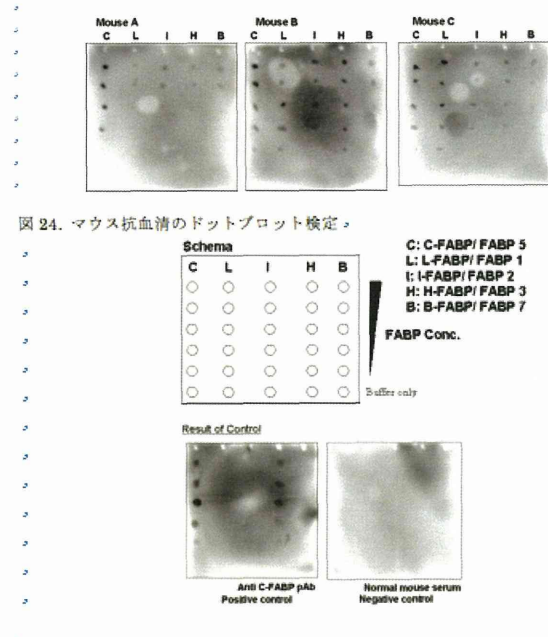 Mouse A Mouse B Mouse C
C L I H B C L I H B C L I H B
図 24. マウス抗血清のドットブロット検定
Schema
C L I H B
C: C-FABP/ FABP 5
L: L-FABP/ FABP 1
I: I-FABP/ FABP 2
H: H-FABP/ FABP 3
B: B-FABP/ FABP 7
FABP Conc.
Buffer only
Result of Control
Anti C-FABP pAb
Positive control
Normal mouse serum
Negative control